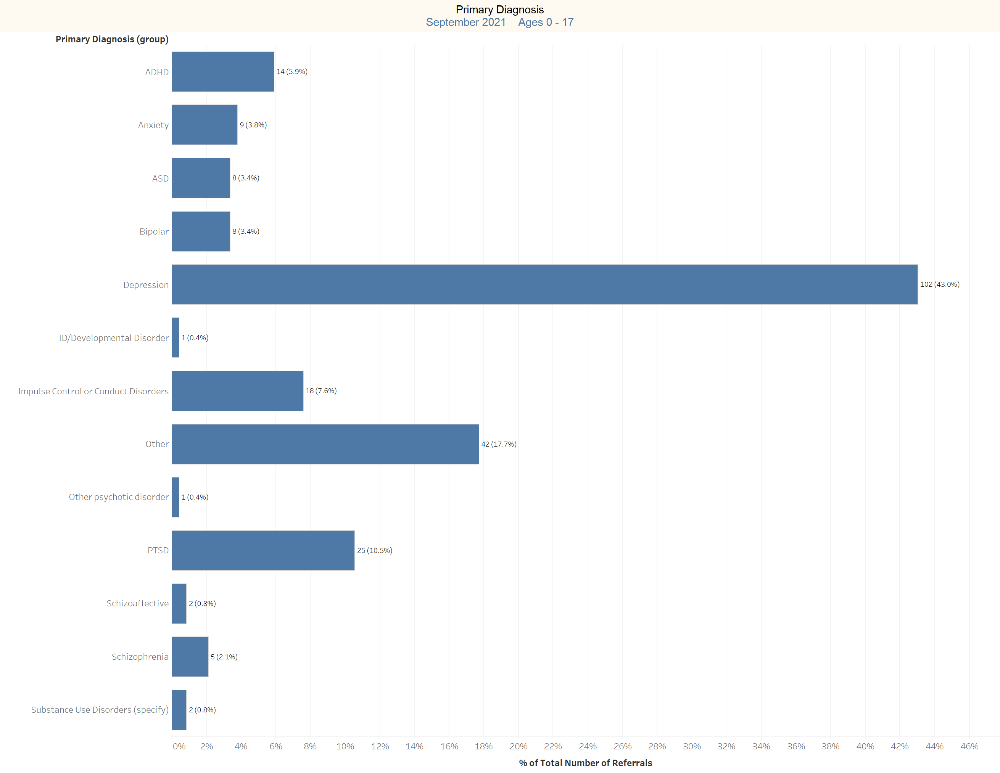 Primary Diagnosis
September 2021 Ages 0 - 17
Primary Diagnosis (group)
ADHD 14 (5.9%)
Anxiety 9 (3.8%)
ASD 8 (3.4%)
Bipolar 8 (3.4%)
Depression 102 (43.0%)
ID/Developmental Disorder 1 (0.4%)
Impulse Control or Conduct Disorders 18 (7.6%)
Other 42 (17.7%)
Other psychotic disorder 1 (0.4%)
PTSD 25 (10.5%)
Schizoaffective 2 (0.8%)
Schizophrenia 5 (2.1%)
Substance Use Disorders (specify) 2 (0.8%)
0% 2% 4% 6% 8% 10% 12% 14% 16% 18% 20% 22% 24% 26% 28% 30% 32% 34% 36% 38% 40% 42% 44% 46%
% of Total Number of Referrals